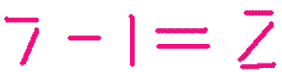 7 - 1 = 2